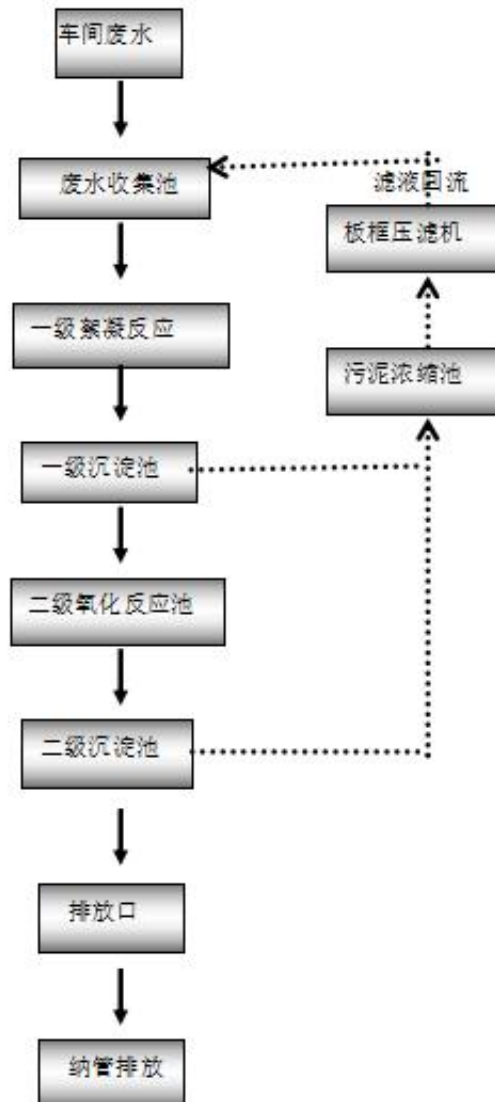 车间废水
废水收集池
滤液回流
板框压滤机
一级絮凝反应
污泥浓缩池
一级沉淀池
二级氧化反应池
二级沉淀池
排放口
纳管排放